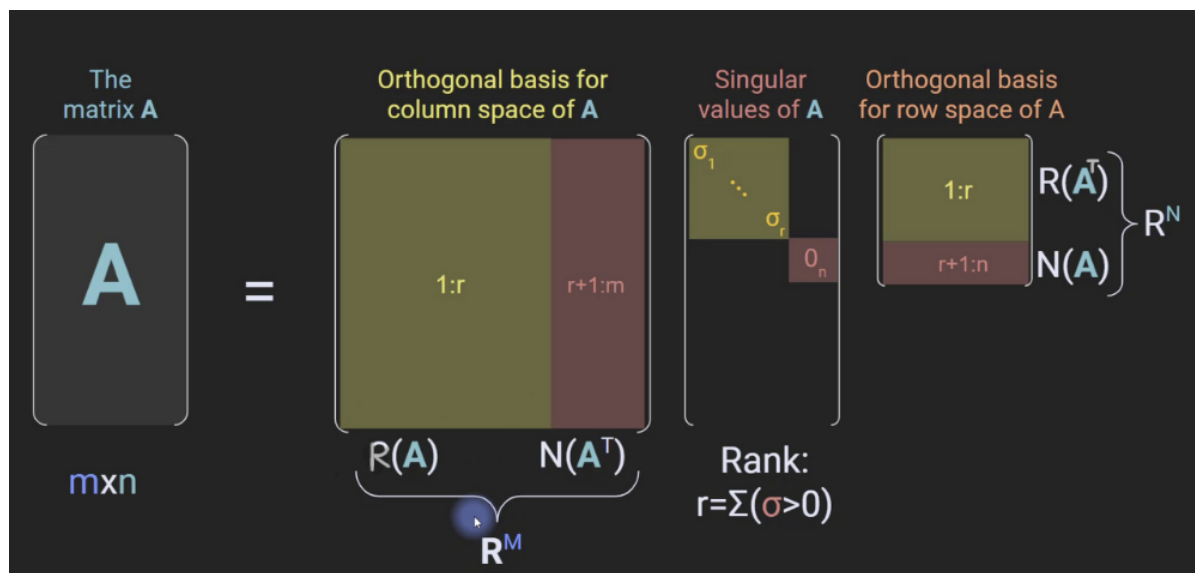 The
matrix A
Orthogonal basis for
column space of A
Singular
values of A
Orthogonal basis
for row space of A
A
=
1:r
r+1:m
σ₁
⋱
σᵣ
0ₙ
1:r
r+1:n
R(Aᵀ)
N(A)
Rᴺ
mxn
R(A)
N(Aᵀ)
Rᴹ
Rank:
r=Σ(σ>0)